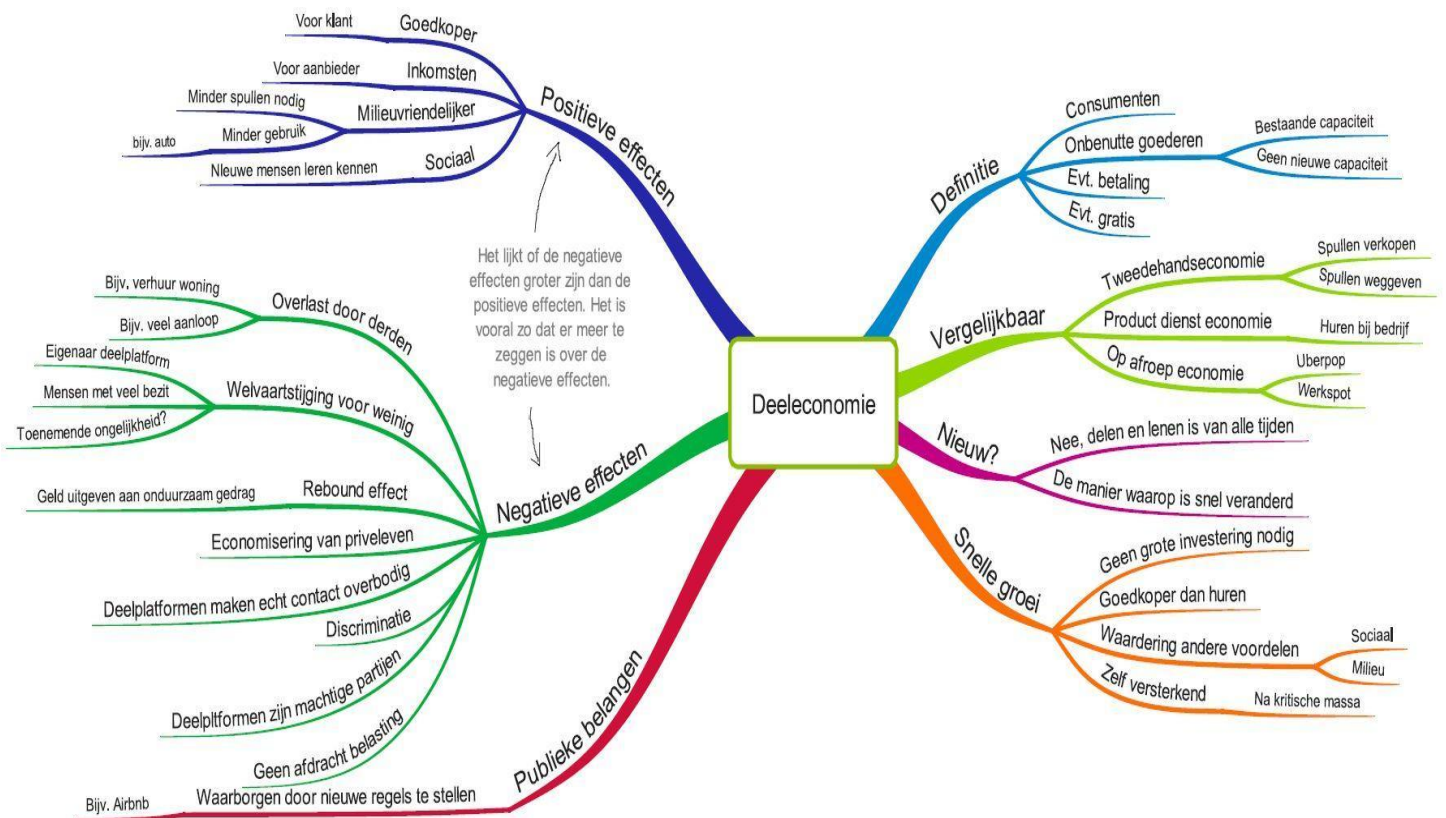 Deeleconomie
Definitie
Consumenten
Onbenutte goederen
Bestaande capaciteit
Geen nieuwe capaciteit
Evt. betaling
Evt. gratis
Vergelijkbaar
Tweedehandseconomie
Spullen verkopen
Spullen weggeven
Product dienst economie
Huren bij bedrijf
Op afroep economie
Uberpop
Werkspot
Nieuw?
Nee, delen en lenen is van alle tijden
De manier waarop is snel veranderd
Snelle groei
Geen grote investering nodig
Goedkoper dan huren
Waardering andere voordelen
Sociaal
Milieu
Zelf versterkend
Na kritische massa
Publieke belangen
Waarborgen door nieuwe regels te stellen
Bijv. Airbnb
Negatieve effecten
Overlast door derden
Bijv. verhuur woning
Bijv. veel aanloop
Welvaartstijging voor weinig
Eigenaar deelplatform
Mensen met veel bezit
Toenemende ongelijkheid?
Rebound effect
Geld uitgeven aan onduurzaam gedrag
Economisering van priveleven
Deelplatformen maken echt contact overbodig
Discriminatie
Deelpltformen zijn machtige partijen
Geen afdracht belasting
Positieve effecten
Goedkoper
Voor klant
Inkomsten
Voor aanbieder
Milieuvriendelijker
Minder spullen nodig
Minder gebruik
bijv. auto
Sociaal
Nieuwe mensen leren kennen
Het lijkt of de negatieve
effecten groter zijn dan de
positieve effecten. Het is
vooral zo dat er meer te
zeggen is over de
negatieve effecten.